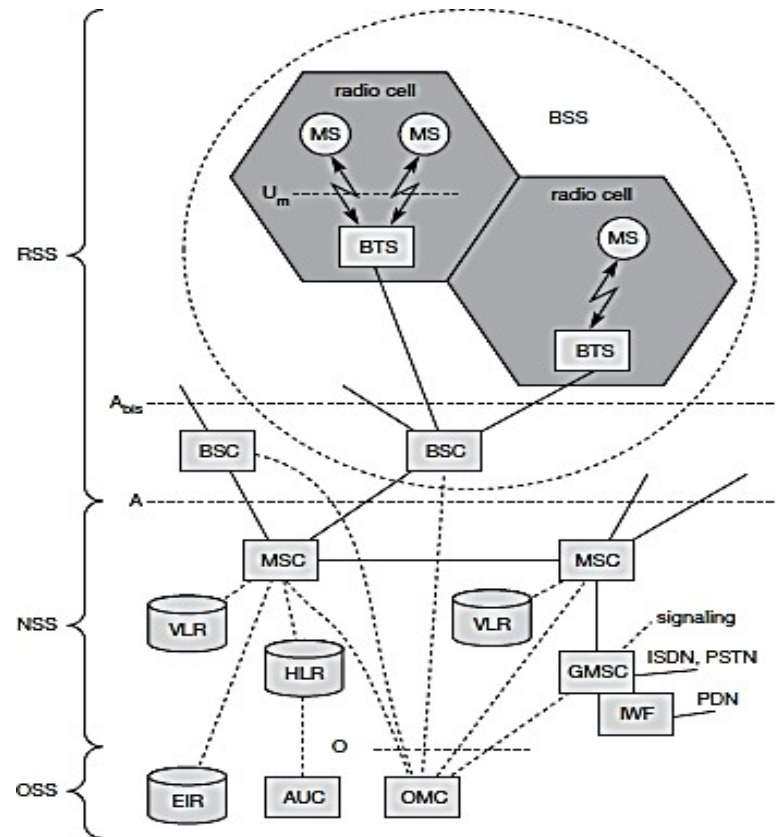 radio cell
BSS
MS
MS
radio cell
Um
MS
BTS
RSS
BTS
Abis
BSC
BSC
A
MSC
MSC
VLR
VLR
signaling
NSS
HLR
ISDN, PSTN
GMSC
IWF
PDN
O
OSS
EIR
AUC
OMC